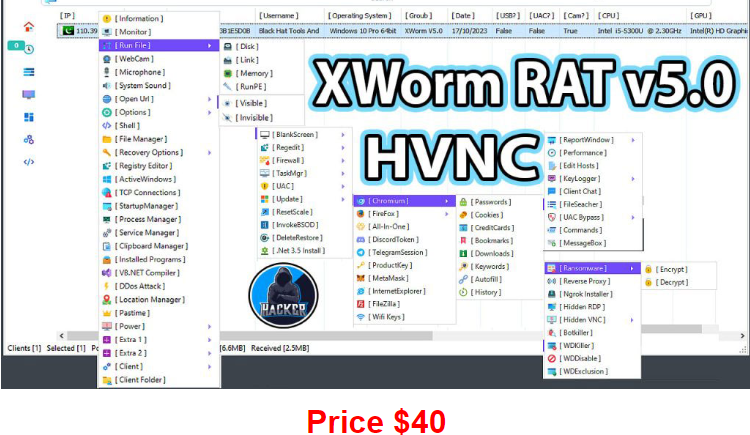 [ IP ]
[ Username ] [ Operating System ] [ Groub ] [ Date ] [ USB? ] [ UAC? ] [ Cam? ] [ CPU ] [ GPU ]
110.39 0B1E5D0B Black Hat Tools And Windows 10 Pro 64bit XWorm V5.0 17/10/2023 False False True Intel i5-5300U @ 2.30GHz Intel(R) HD Graphic
0
[ Information ]
[ Monitor ]
[ Run File ]
[ WebCam ]
[ Microphone ]
[ System Sound ]
[ Open Url ]
[ Options ]
[ Shell ]
[ File Manager ]
[ Recovery Options ]
[ Registry Editor ]
[ ActiveWindows ]
[ TCP Connections ]
[ StartupManager ]
[ Process Manager ]
[ Service Manager ]
[ Clipboard Manager ]
[ Installed Programs ]
[ VB.NET Compiler ]
[ DDos Attack ]
[ Location Manager ]
[ Pastime ]
[ Power ]
[ Extra 1 ]
[ Extra 2 ]
[ Client ]
[ Client Folder ]
[ Disk ]
[ Link ]
[ Memory ]
[ RunPE ]
[ Visible ]
[ Invisible ]
XWorm RAT v5.0
HVNC
[ BlankScreen ]
[ Regedit ]
[ Firewall ]
[ TaskMgr ]
[ UAC ]
[ Update ]
[ ResetScale ]
[ InvokeBSOD ]
[ DeleteRestore ]
[ .Net 3.5 Install ]
[ Chromium ]
[ FireFox ]
[ All-In-One ]
[ DiscordToken ]
[ TelegramSession ]
[ ProductKey ]
[ MetaMask ]
[ InternetExplorer ]
[ FileZilla ]
[ Wifi Keys ]
[ Passwords ]
[ Cookies ]
[ CreditCards ]
[ Bookmarks ]
[ Downloads ]
[ Keywords ]
[ Autofill ]
[ History ]
[ ReportWindow ]
[ Performance ]
[ Edit Hosts ]
[ KeyLogger ]
[ Client Chat ]
[ FileSeacher ]
[ UAC Bypass ]
[ Commands ]
[ MessageBox ]
[ Ransomware ]
[ Reverse Proxy ]
[ Ngrok Installer ]
[ Hidden RDP ]
[ Hidden VNC ]
[ Botkiller ]
[ WDKiller ]
[ WDDisable ]
[ WDExclusion ]
[ Encrypt ]
[ Decrypt ]
HACKER
Clients [1] Selected [1] [6.6MB] Received [2.5MB]
Price $40